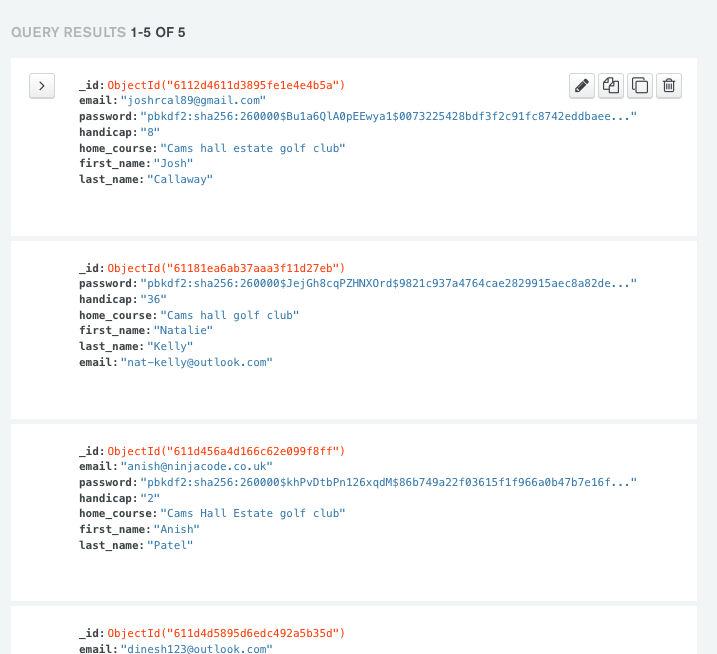 QUERY RESULTS 1-5 OF 5
_id: ObjectId("6112d4611d3895fe1e4e4b5a")
email: "joshrcal89@gmail.com"
password: "pbkdf2:sha256:260000$Bu1a6QlA0pEEwya1$0073225428bdf3f2c91fc8742eddbaee..."
handicap: "8"
home_course: "Cams hall estate golf club"
first_name: "Josh"
last_name: "Callaway"
_id: ObjectId("61181ea6ab37aaa3f11d27eb")
password: "pbkdf2:sha256:260000$JejGh8cqPZHNXOrd$9821c937a4764cae2829915aec8a82de..."
handicap: "36"
home_course: "Cams hall golf club"
first_name: "Natalie"
last_name: "Kelly"
email: "nat-kelly@outlook.com"
_id: ObjectId("611d456a4d166c62e099f8ff")
email: "anish@ninjacode.co.uk"
password: "pbkdf2:sha256:260000$khPvDtbPn126xqdM$86b749a22f03615f1f966a0b47b7e16f..."
handicap: "2"
home_course: "Cams Hall Estate golf club"
first_name: "Anish"
last_name: "Patel"
_id: ObjectId("611d4d5895d6edc492a5b35d")
email: "dinesh123@outlook.com"